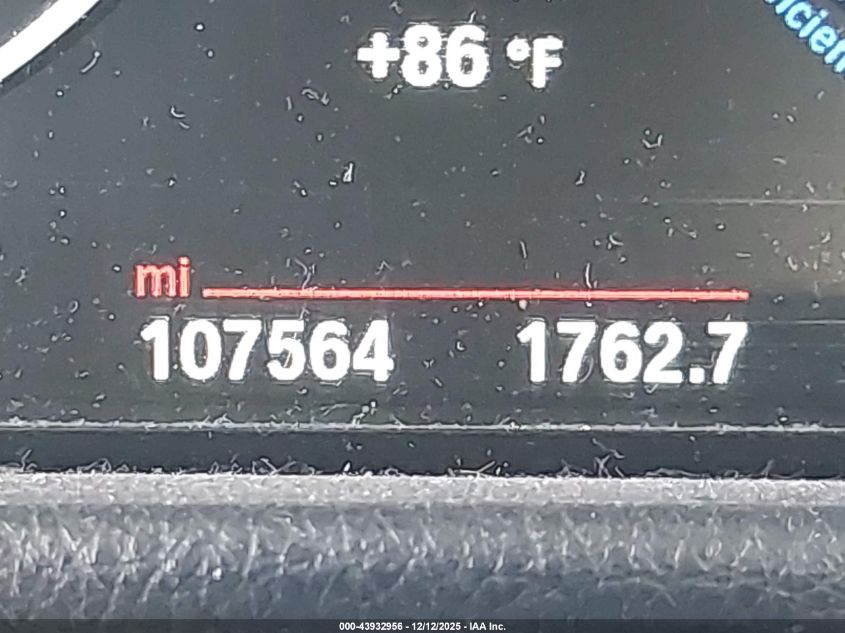 +86 °F
mi
107564 1762.7
000-43932956 - 12/12/2025 - IAA Inc.